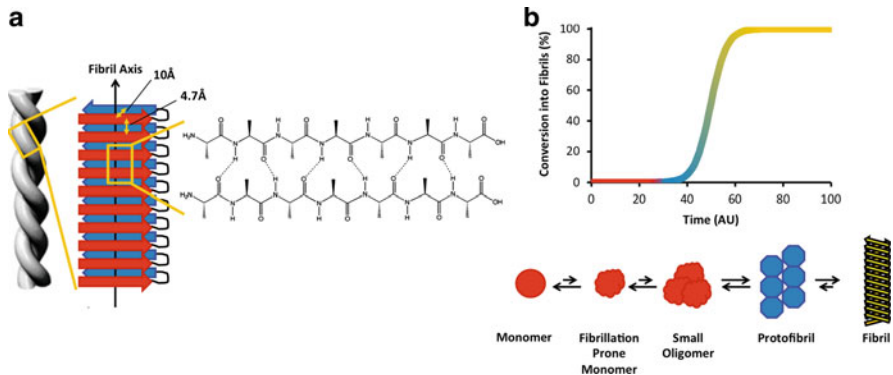 a
Fibril Axis
10Å
4.7Å
H₂N
O
H
N
O
N
H
O
H
N
O
N
H
O
H
N
O
N
H
O
OH
H₂N
O
H
N
O
N
H
O
H
N
O
N
H
O
H
N
O
N
H
O
OH
b
Conversion into Fibrils (%)
100
80
60
40
20
0
0 20 40 60 80 100
Time (AU)
Monomer
Fibrillation
Prone
Monomer
Small
Oligomer
Protofibril
Fibril